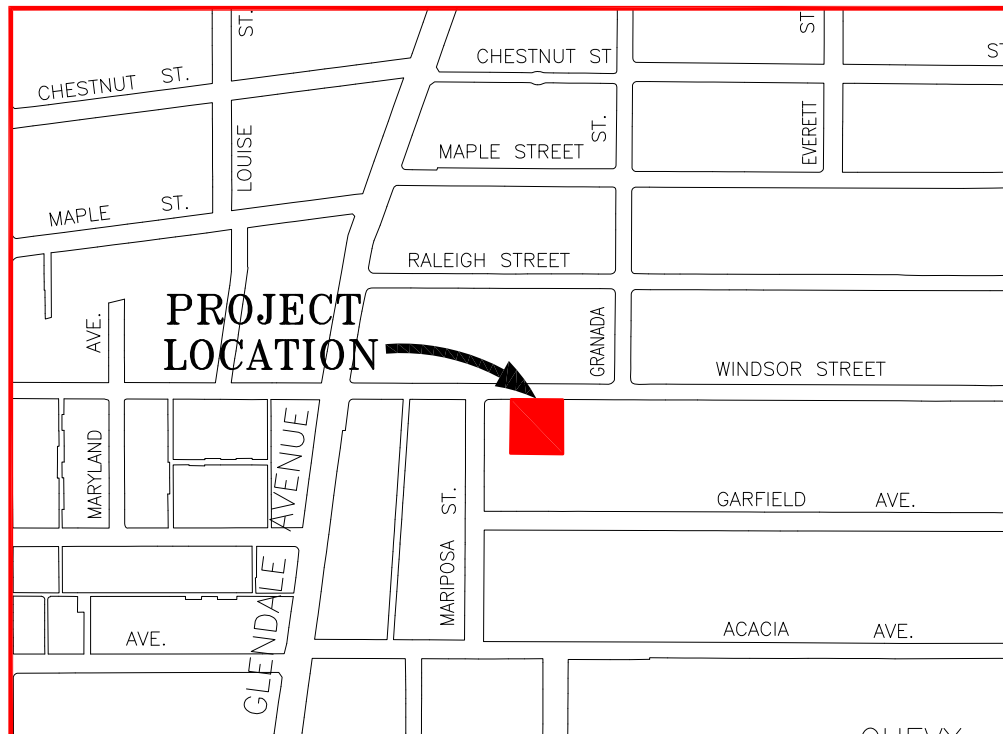 ST.
ST
CHESTNUT ST
ST
CHESTNUT ST.
LOUISE
MAPLE STREET
ST.
EVERETT
MAPLE ST.
RALEIGH STREET
PROJECT
LOCATION
AVE.
GRANADA
WINDSOR STREET
MARYLAND
GLENDALE AVENUE
MARIPOSA ST.
GARFIELD AVE.
AVE.
ACACIA AVE.